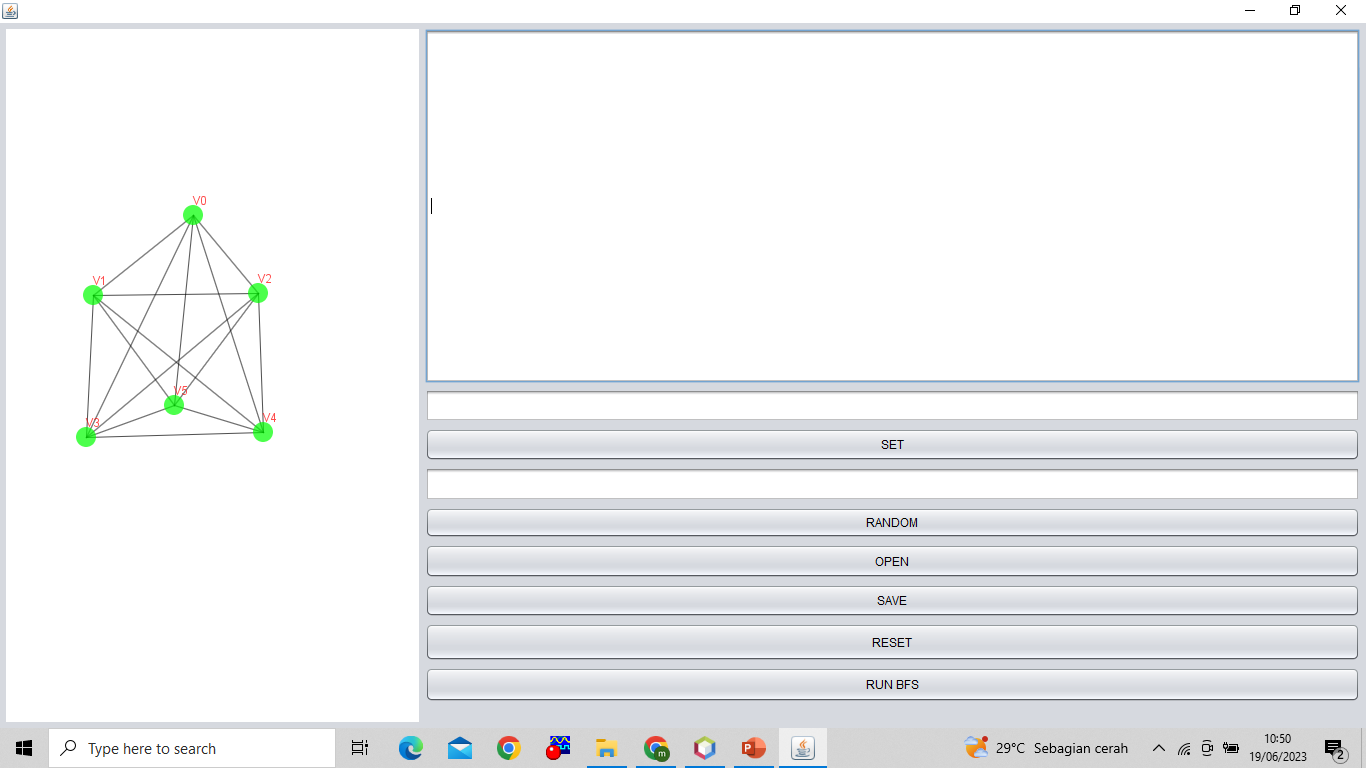 V0
V1
V2
V5
V3
V4
SET
RANDOM
OPEN
SAVE
RESET
RUN BFS
Type here to search
m
29°C Sebagian cerah
10:50
19/06/2023
2